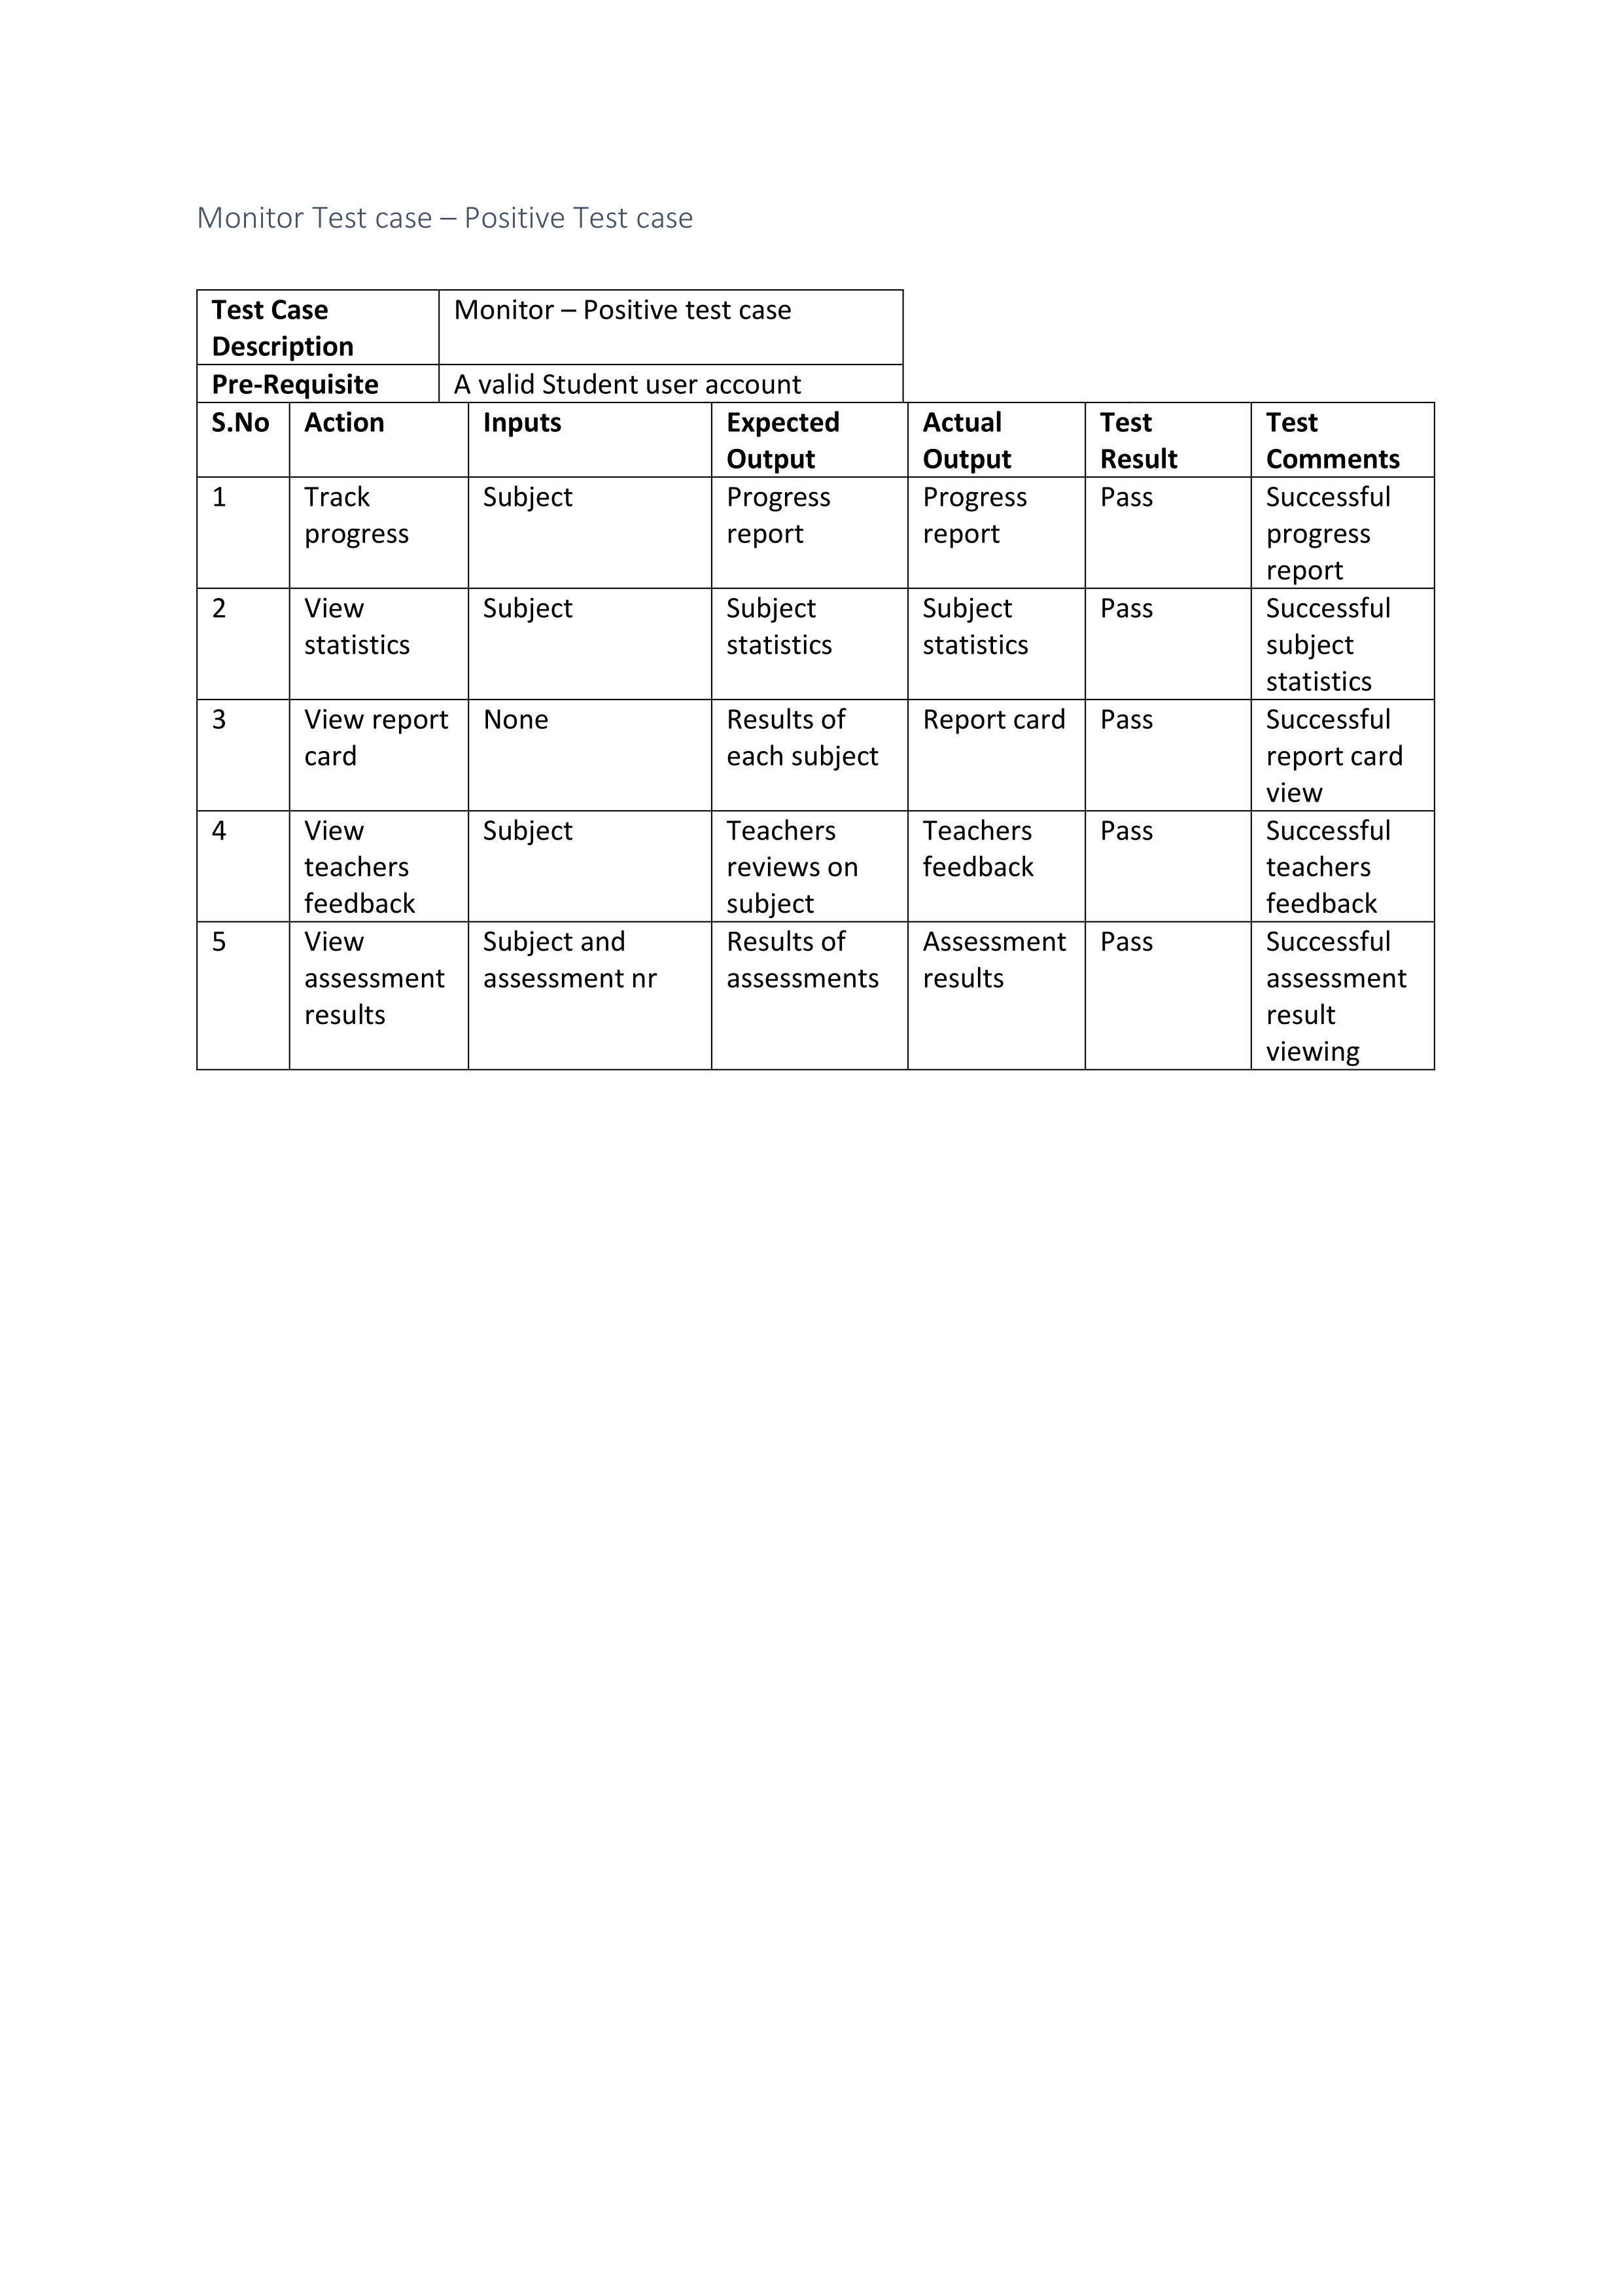 Monitor Test case – Positive Test case
Test Case Monitor – Positive test case
Description
Pre-Requisite A valid Student user account
S.No Action Inputs Expected Actual Test Test
Output Output Result Comments
1 Track Subject Progress Progress Pass Successful
progress report report progress
report
2 View Subject Subject Subject Pass Successful
statistics statistics statistics subject
statistics
3 View report None Results of Report card Pass Successful
card each subject report card
view
4 View Subject Teachers Teachers Pass Successful
teachers reviews on feedback teachers
feedback subject feedback
5 View Subject and Results of Assessment Pass Successful
assessment assessment nr assessments results assessment
results result
viewing